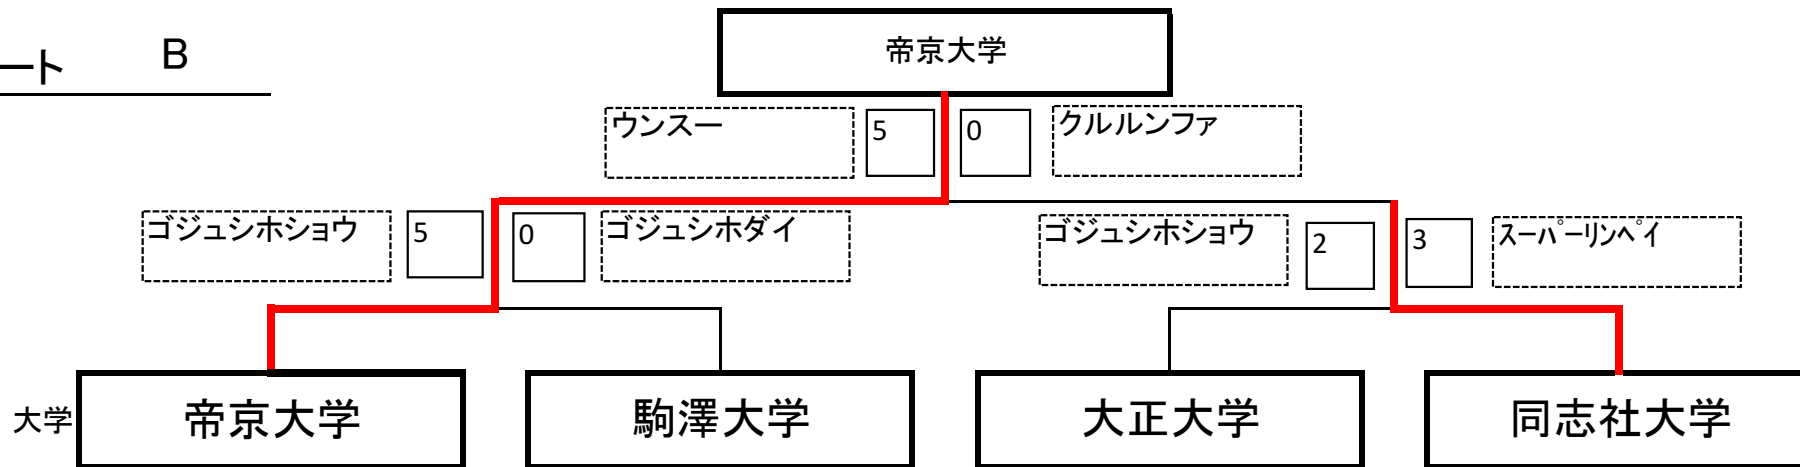 ート B
帝京大学
ウンスー 5 0 クルルンファ
ゴジュシホショウ 5 0 ゴジュシホダイ ゴジュシホショウ 2 3 スーパーリンペイ
大学 帝京大学 駒澤大学 大正大学 同志社大学